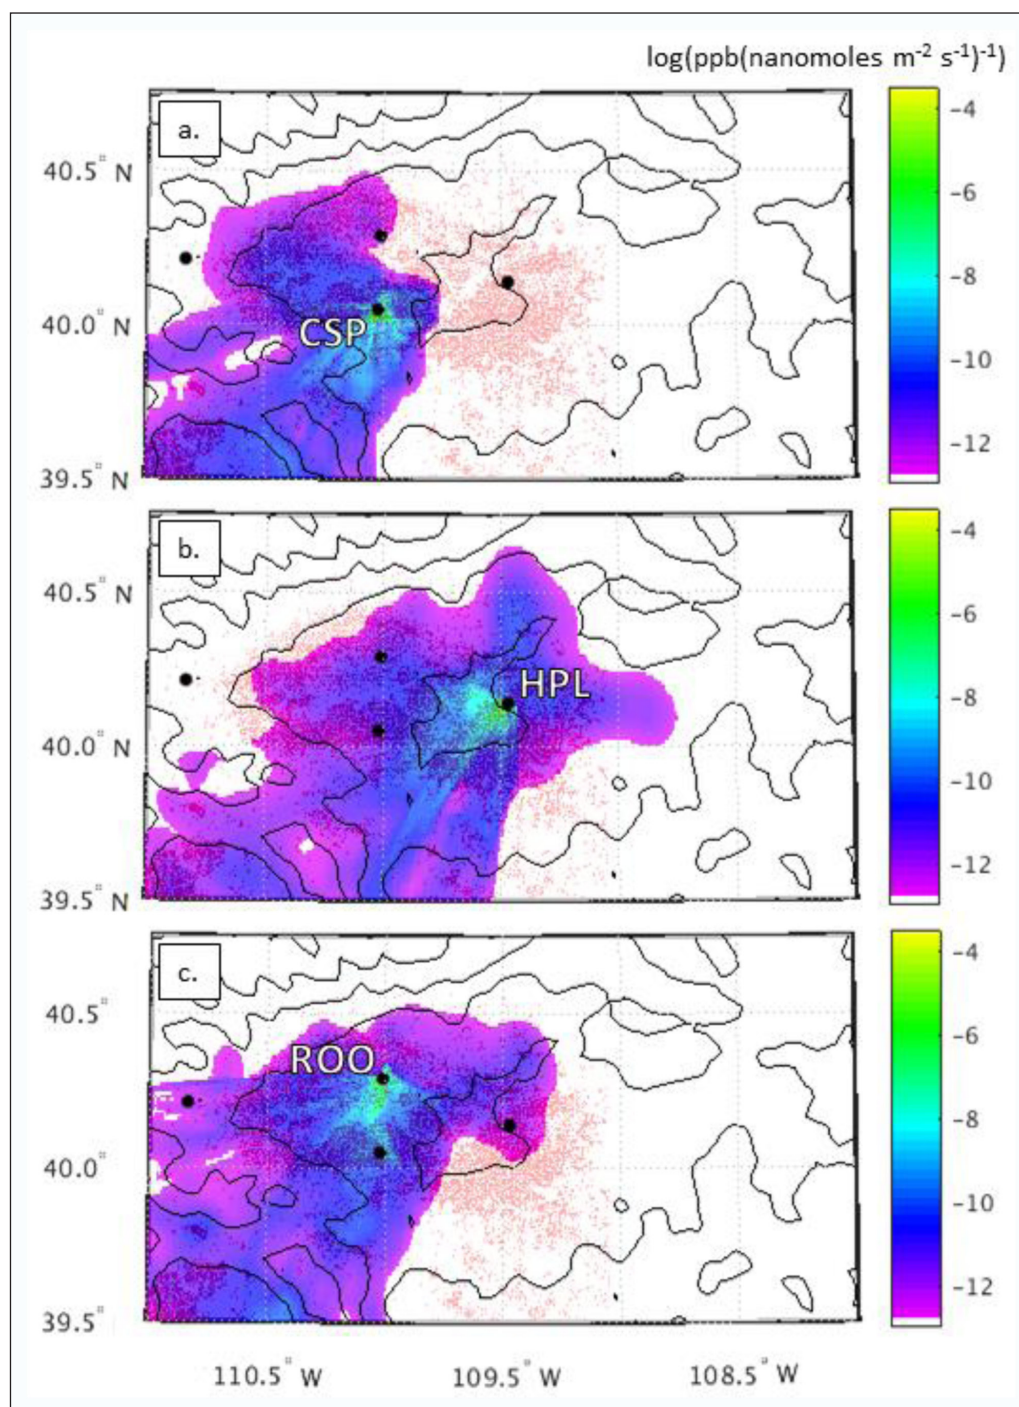 log(ppb(nanomoles m⁻² s⁻¹)⁻¹)
a.
40.5° N
40.0° N
39.5° N
CSP
−4
−6
−8
−10
−12
b.
40.5° N
40.0° N
39.5° N
HPL
−4
−6
−8
−10
−12
c.
40.5°
40.0°
39.5°
ROO
−4
−6
−8
−10
−12
110.5° W 109.5° W 108.5° W